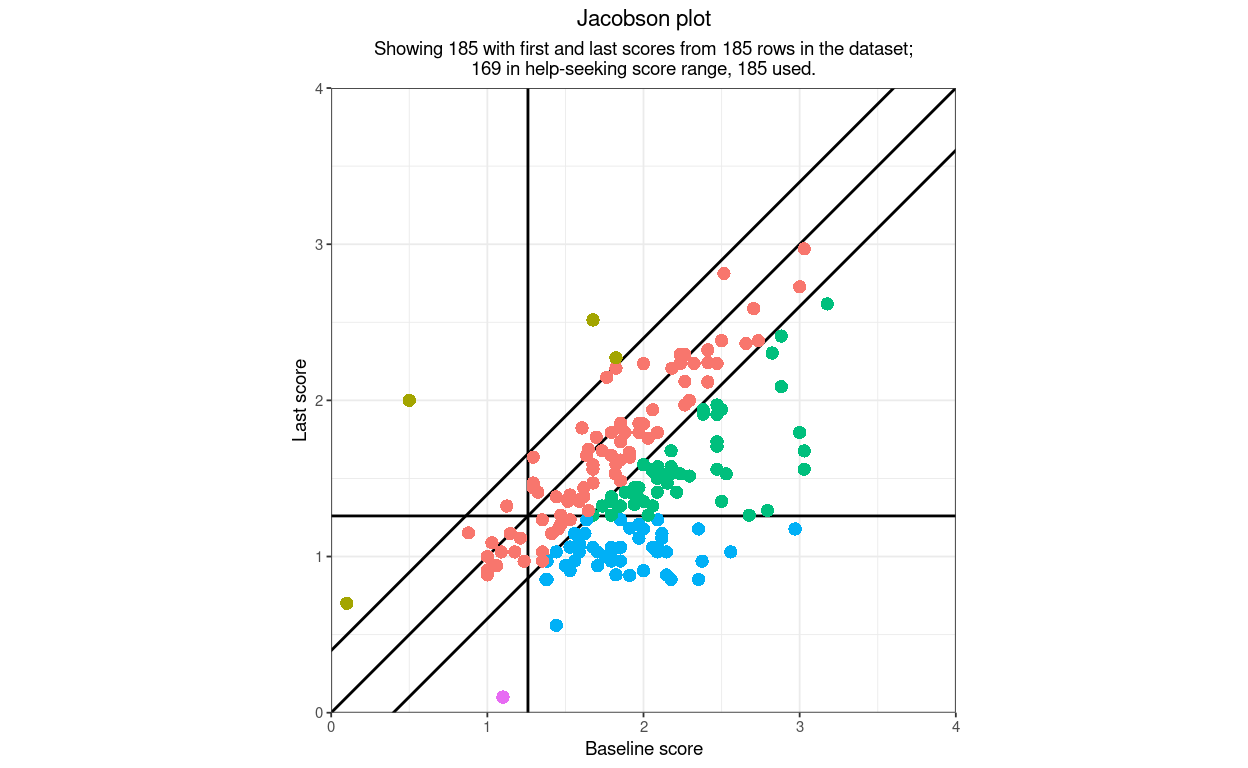 Jacobson plot
Showing 185 with first and last scores from 185 rows in the dataset;
169 in help-seeking score range, 185 used.
4
3
2
1
0
Last score
0 1 2 3 4
Baseline score